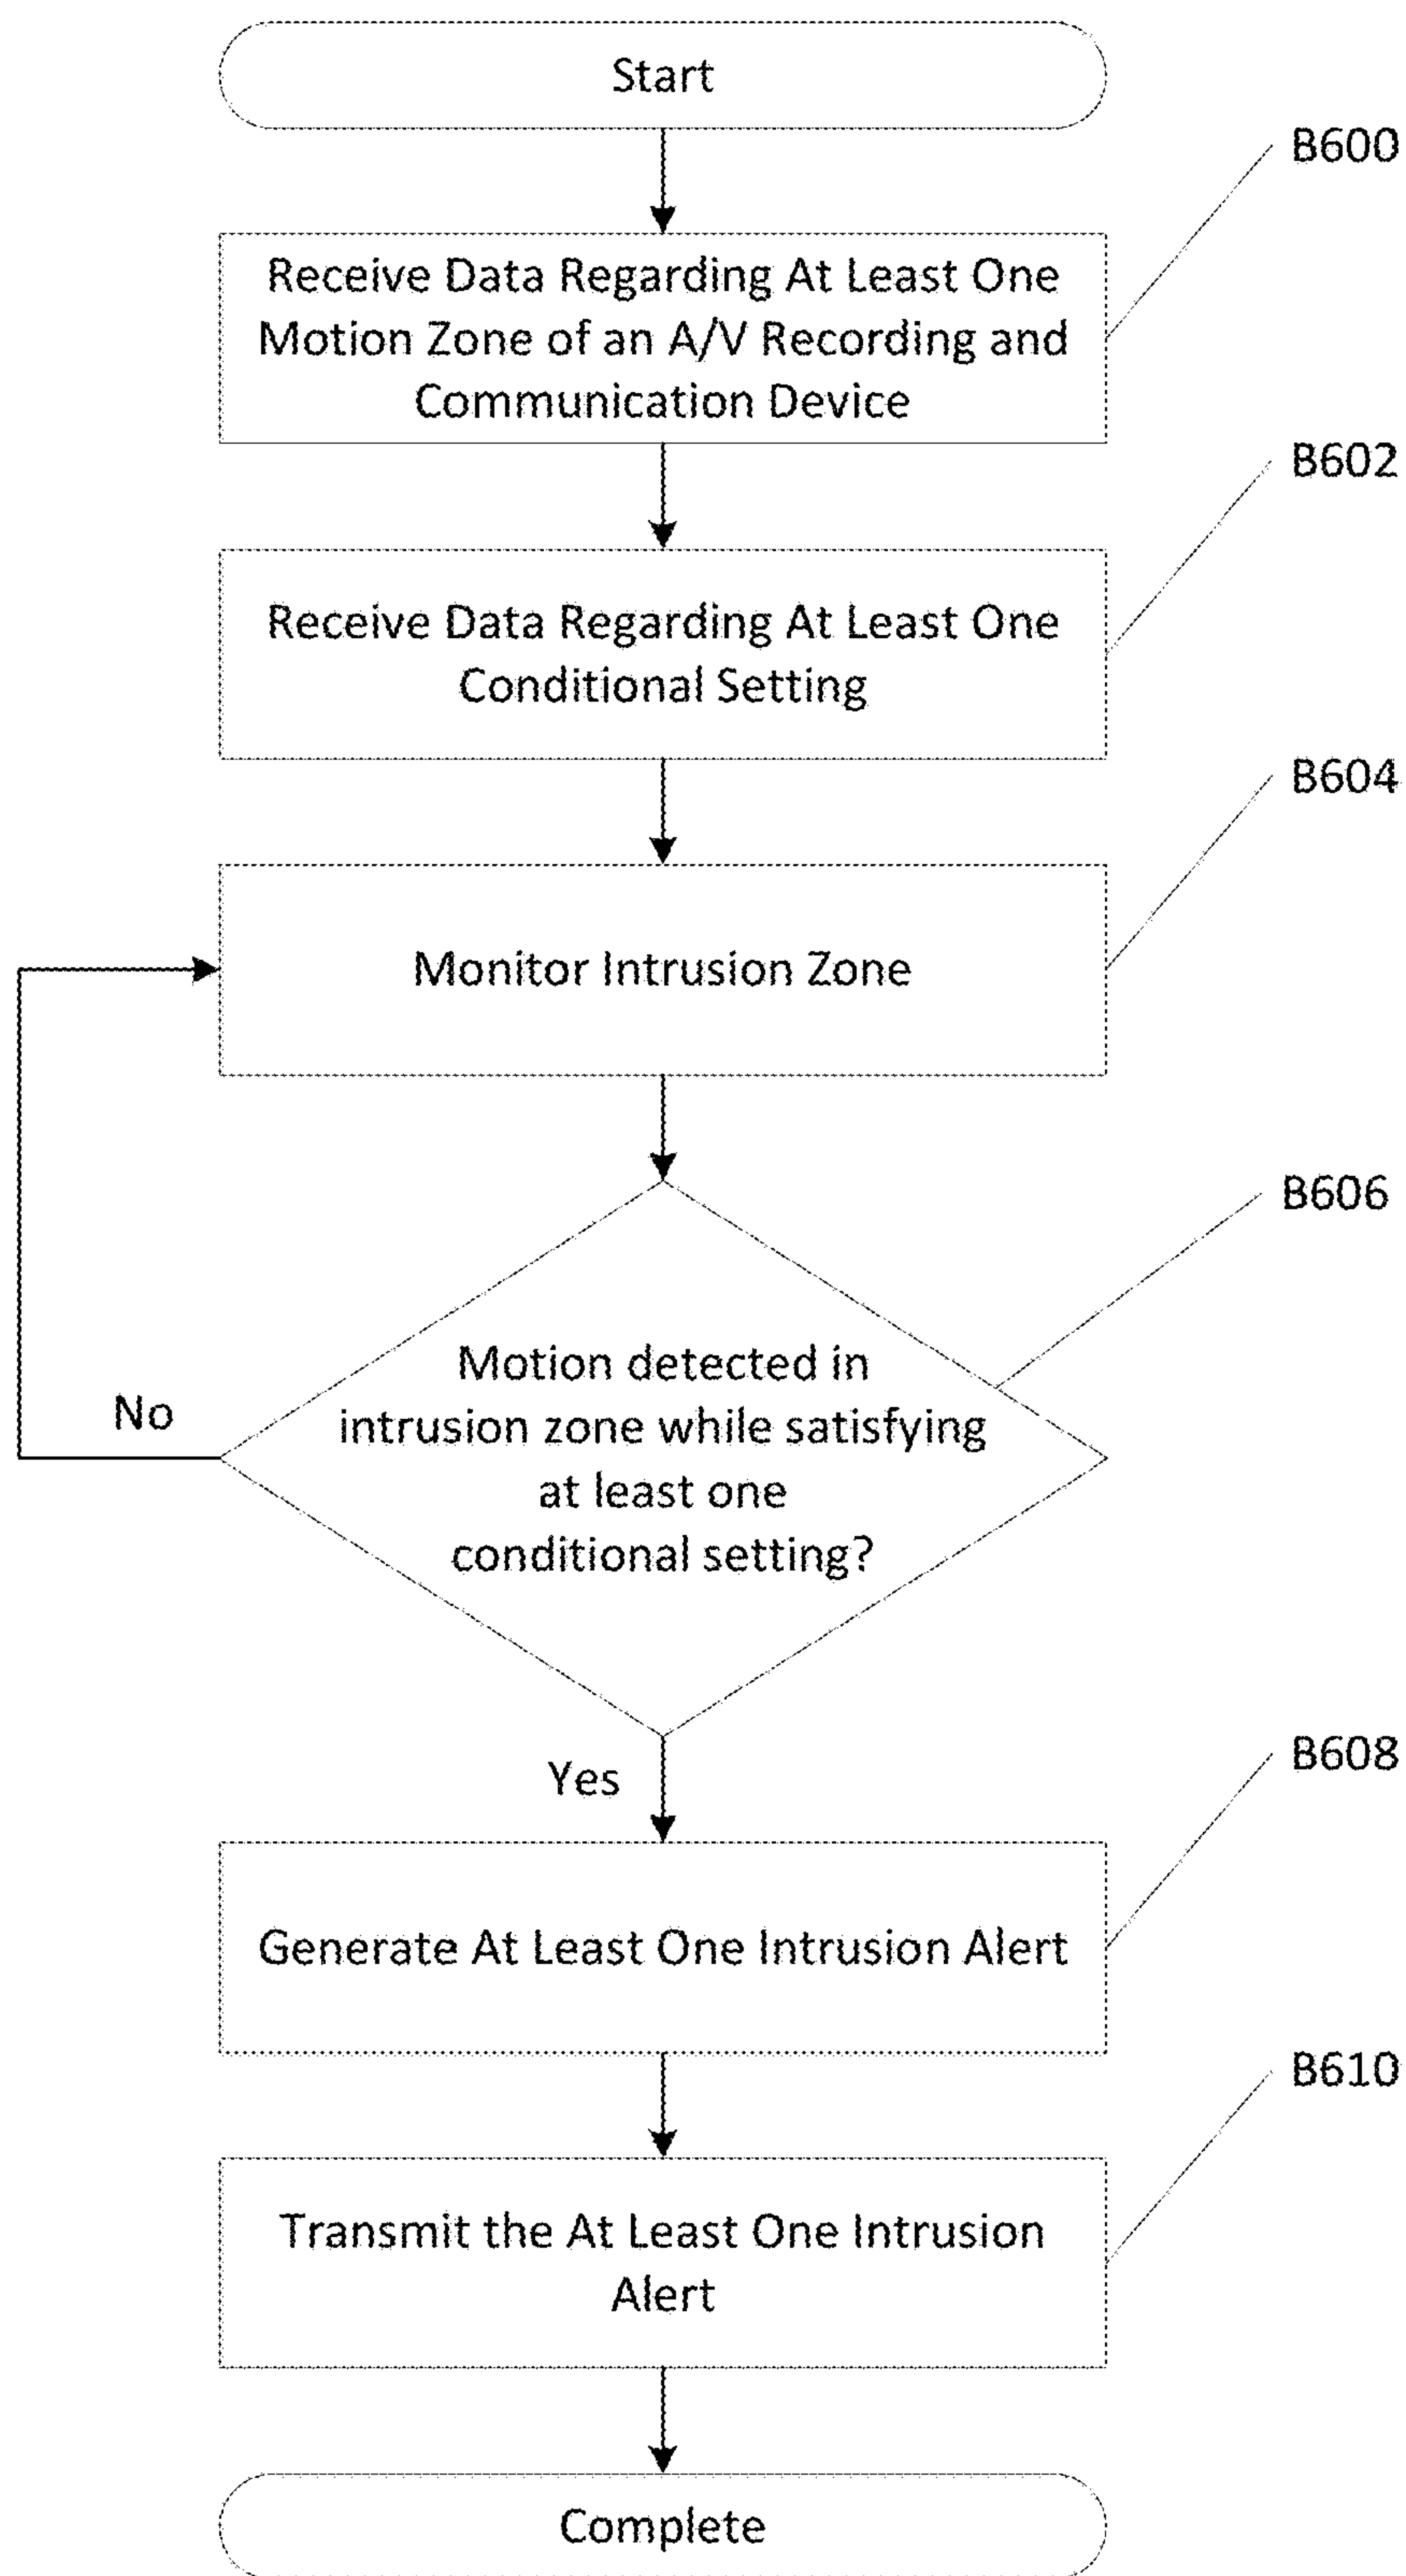 Start
B600
Receive Data Regarding At Least One
Motion Zone of an A/V Recording and
Communication Device
B602
Receive Data Regarding At Least One
Conditional Setting
B604
Monitor Intrusion Zone
B606
Motion detected in
intrusion zone while satisfying
at least one
conditional setting?
No
Yes
B608
Generate At Least One Intrusion Alert
B610
Transmit the At Least One Intrusion
Alert
Complete